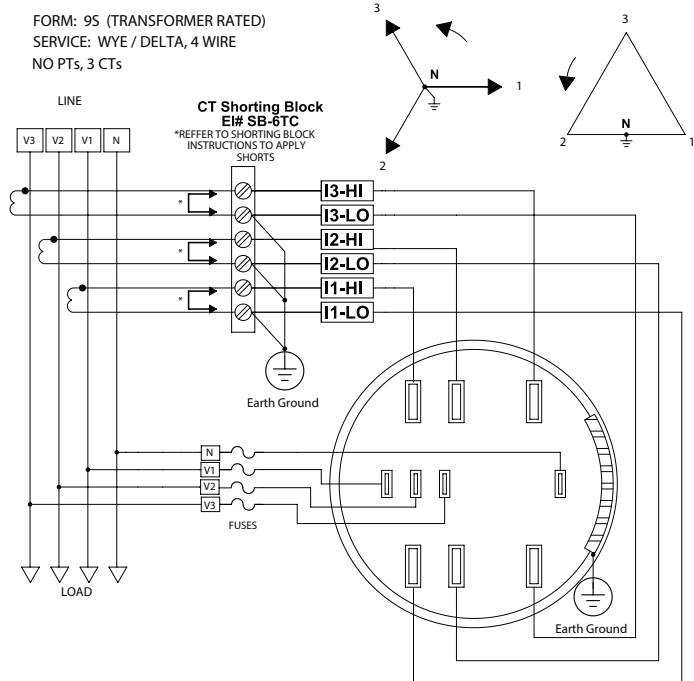 FORM: 9S (TRANSFORMER RATED)
SERVICE: WYE / DELTA, 4 WIRE
NO PTs, 3 CTs
3
N
1
2
3
N
2
1
LINE
V3
V2
V1
N
CT Shorting Block
EI# SB-6TC
*REFFER TO SHORTING BLOCK
INSTRUCTIONS TO APPLY
SHORTS
*
I3-HI
I3-LO
*
I2-HI
I2-LO
*
I1-HI
I1-LO
Earth Ground
N
V1
V2
V3
FUSES
LOAD
Earth Ground